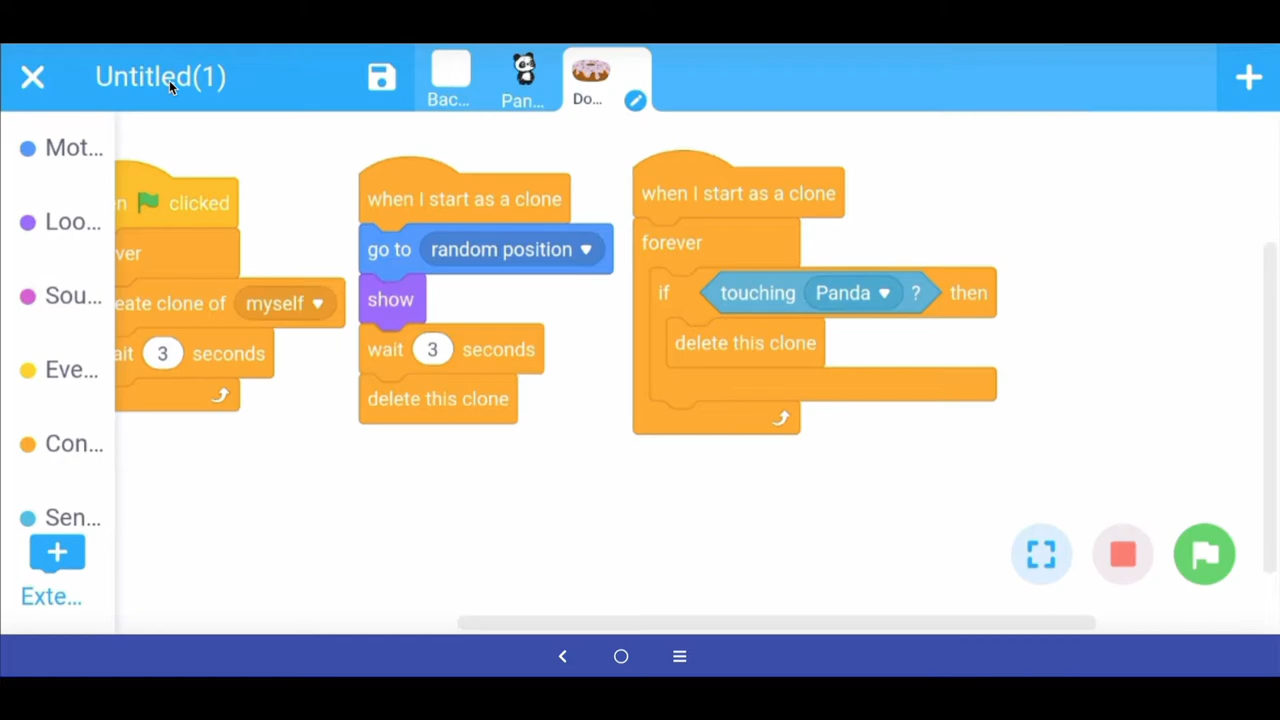 Untitled(1)
Bac...
Pan...
Do...
Mot...
Loo...
Sou...
Eve...
Con...
Sen...
Exte...
n clicked
ver
eate clone of myself
ait 3 seconds
when I start as a clone
go to random position
show
wait 3 seconds
delete this clone
when I start as a clone
forever
if touching Panda ? then
delete this clone